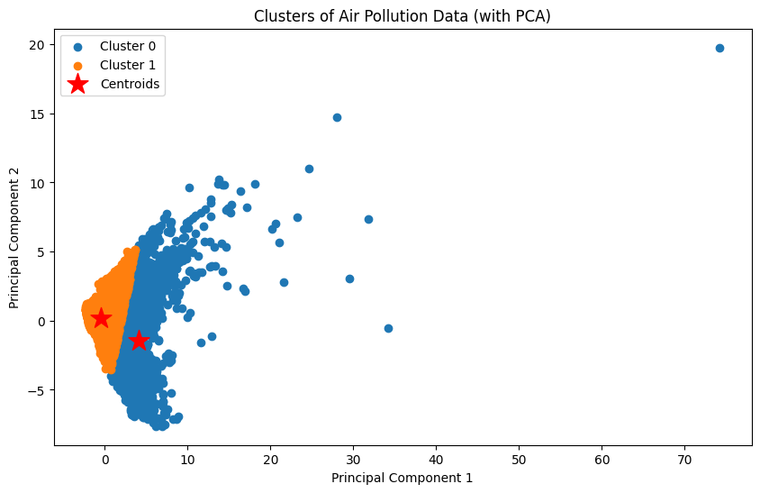 Clusters of Air Pollution Data (with PCA)
Cluster 0
Cluster 1
Centroids
20
15
10
5
0
−5
Principal Component 2
0 10 20 30 40 50 60 70
Principal Component 1